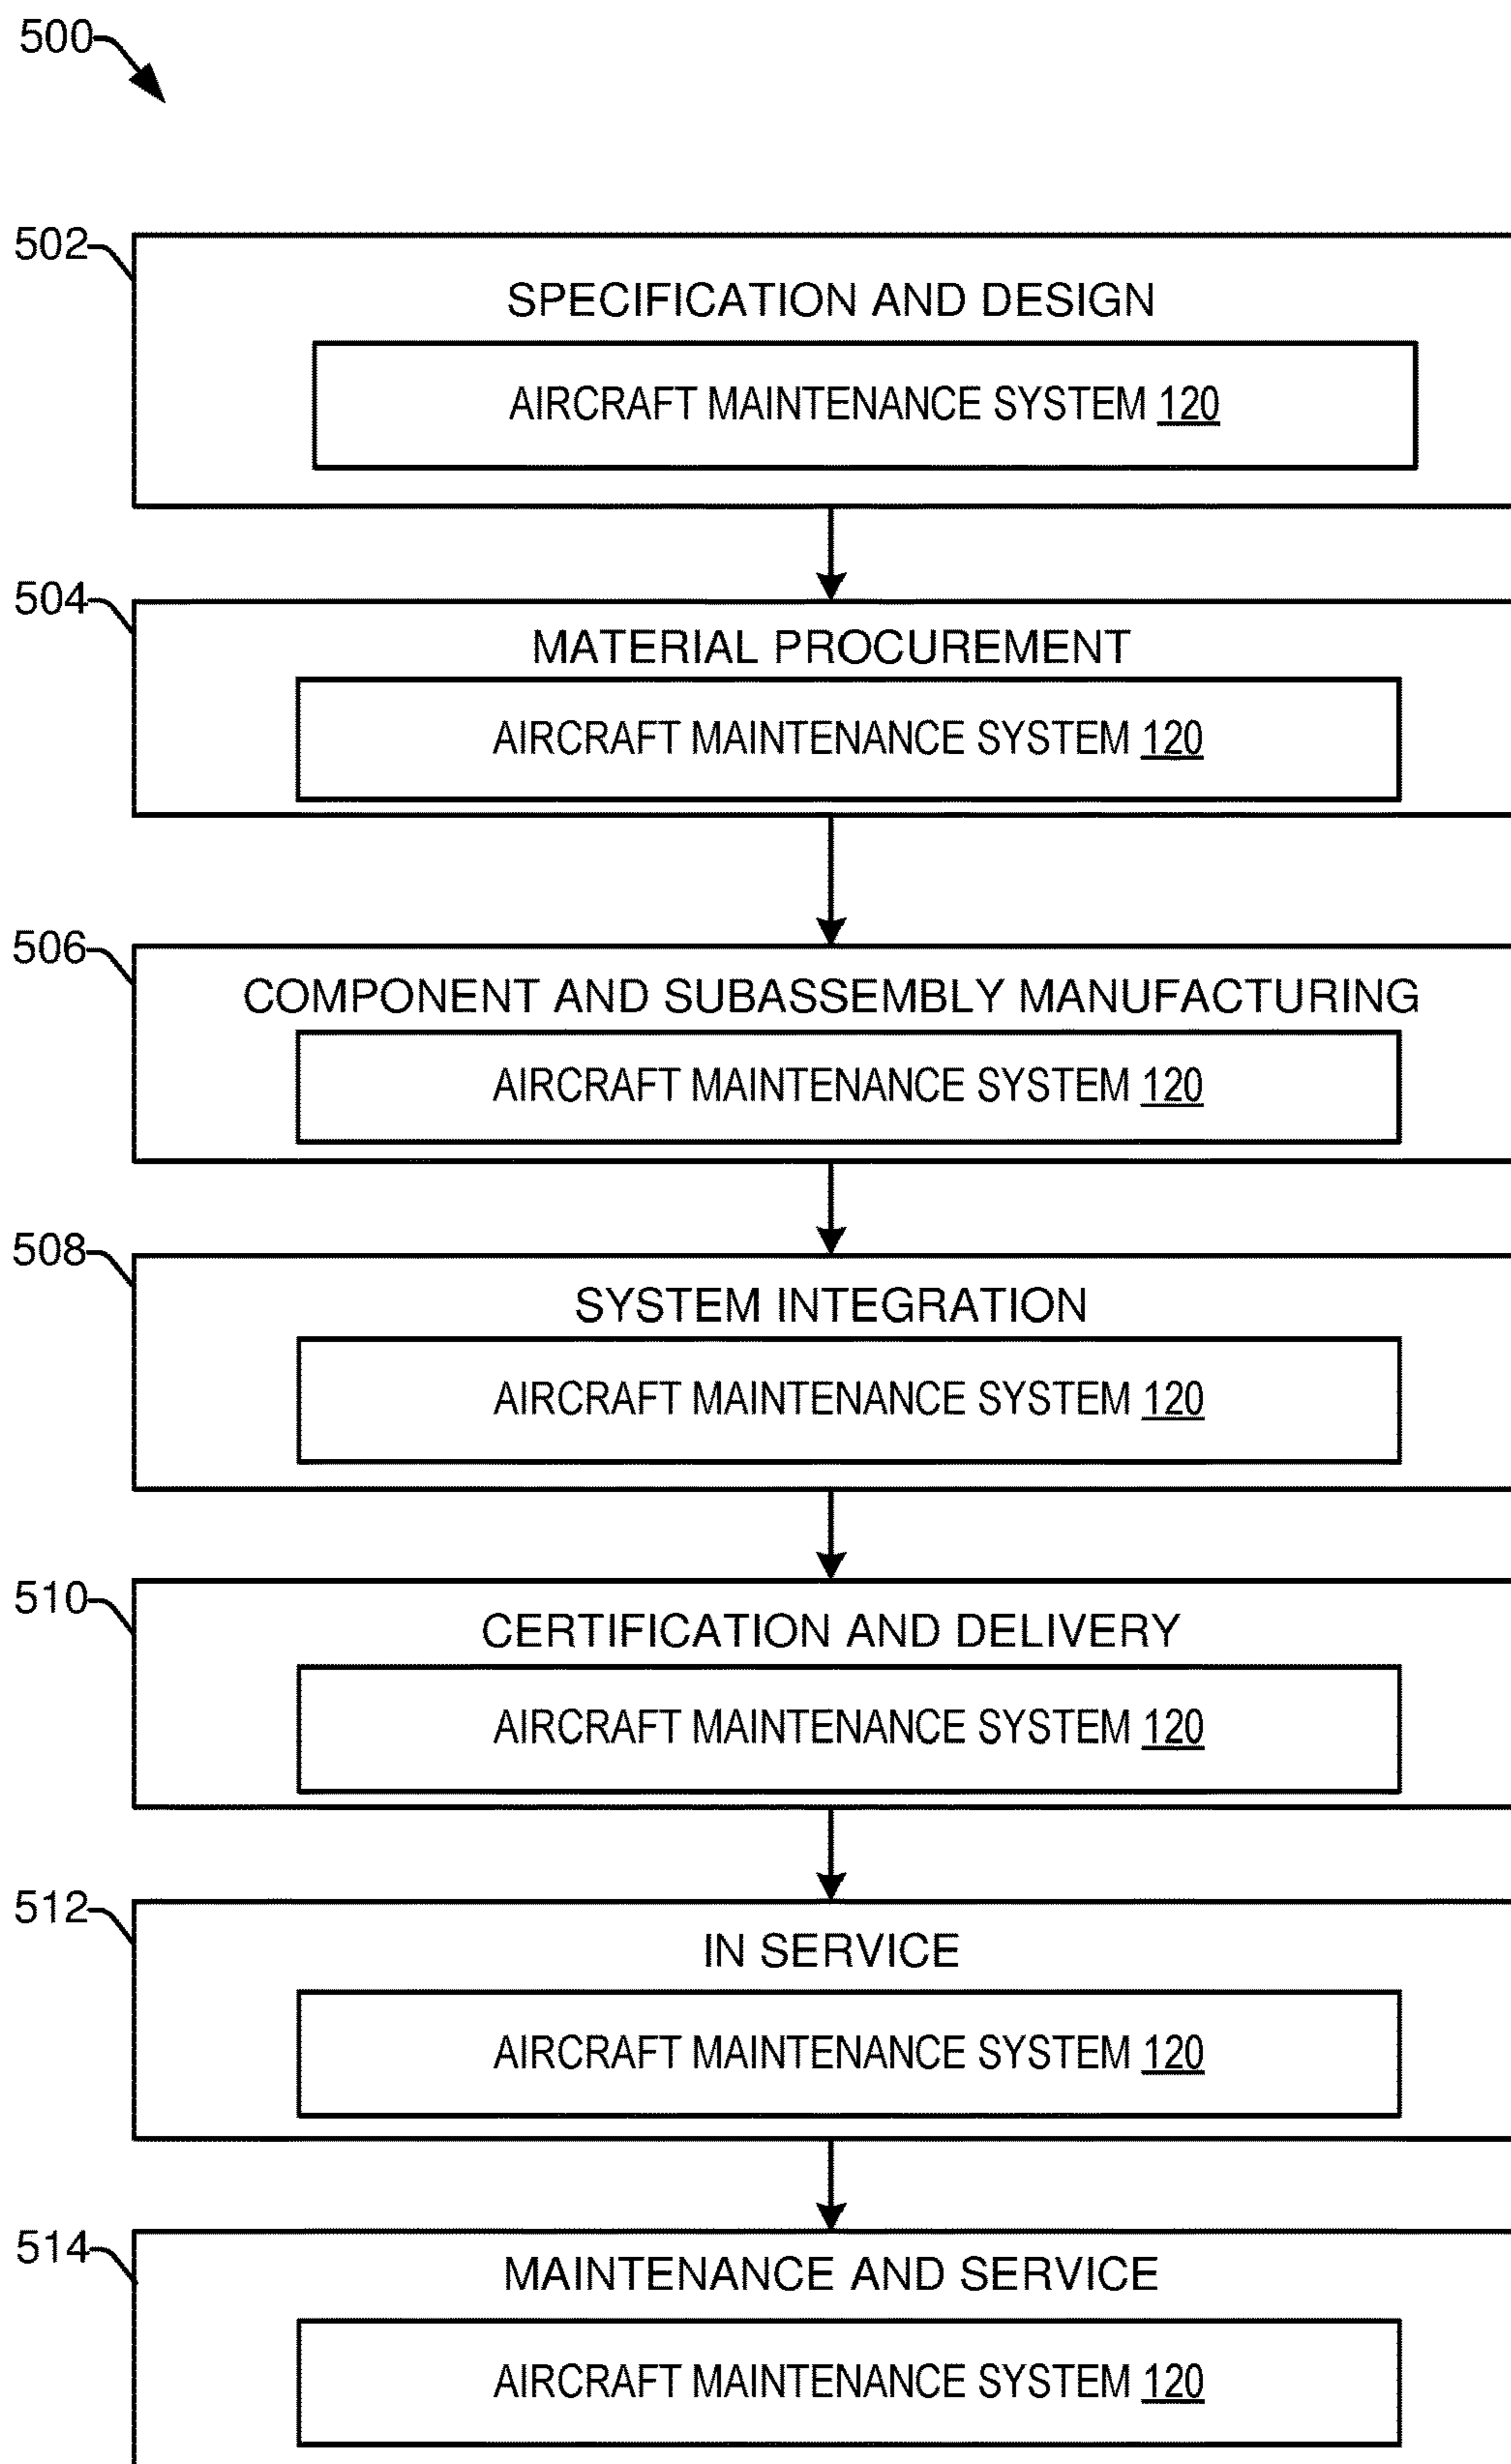 500
502
SPECIFICATION AND DESIGN
AIRCRAFT MAINTENANCE SYSTEM 120
504
MATERIAL PROCUREMENT
AIRCRAFT MAINTENANCE SYSTEM 120
506
COMPONENT AND SUBASSEMBLY MANUFACTURING
AIRCRAFT MAINTENANCE SYSTEM 120
508
SYSTEM INTEGRATION
AIRCRAFT MAINTENANCE SYSTEM 120
510
CERTIFICATION AND DELIVERY
AIRCRAFT MAINTENANCE SYSTEM 120
512
IN SERVICE
AIRCRAFT MAINTENANCE SYSTEM 120
514
MAINTENANCE AND SERVICE
AIRCRAFT MAINTENANCE SYSTEM 120